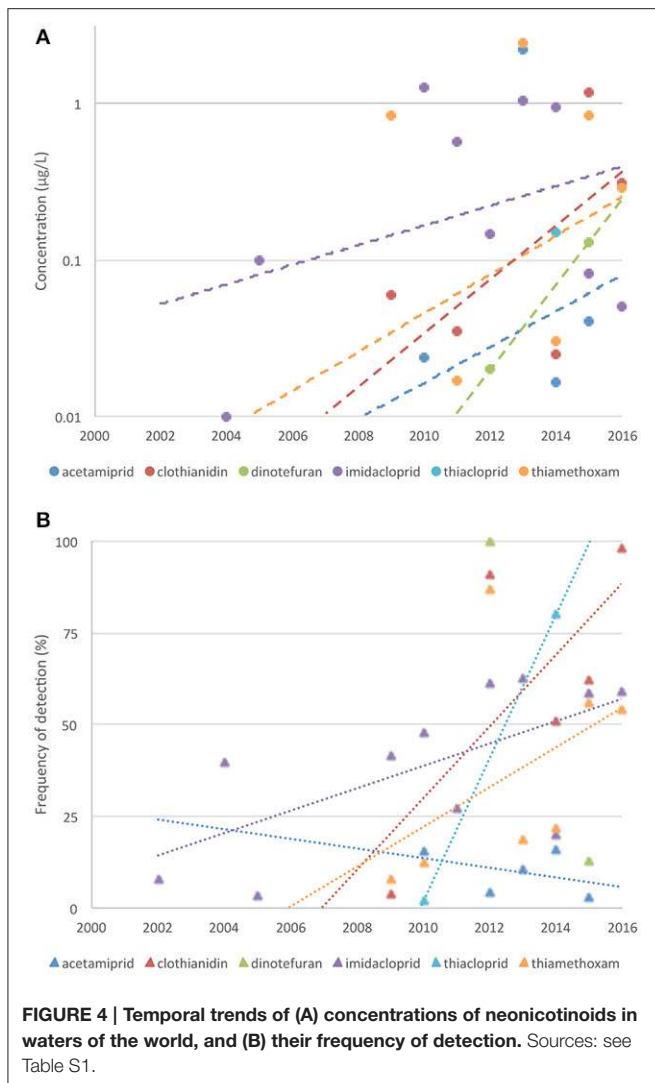 A
1
0.1
0.01
Concentration (µg/L)
2000 2002 2004 2006 2008 2010 2012 2014 2016
acetamiprid clothianidin dinotefuran imidacloprid thiacloprid thiamethoxam
B
100
75
50
25
0
Frequency of detection (%)
2000 2002 2004 2006 2008 2010 2012 2014 2016
acetamiprid clothianidin dinotefuran imidacloprid thiacloprid thiamethoxam
FIGURE 4 | Temporal trends of (A) concentrations of neonicotinoids in
waters of the world, and (B) their frequency of detection. Sources: see
Table S1.